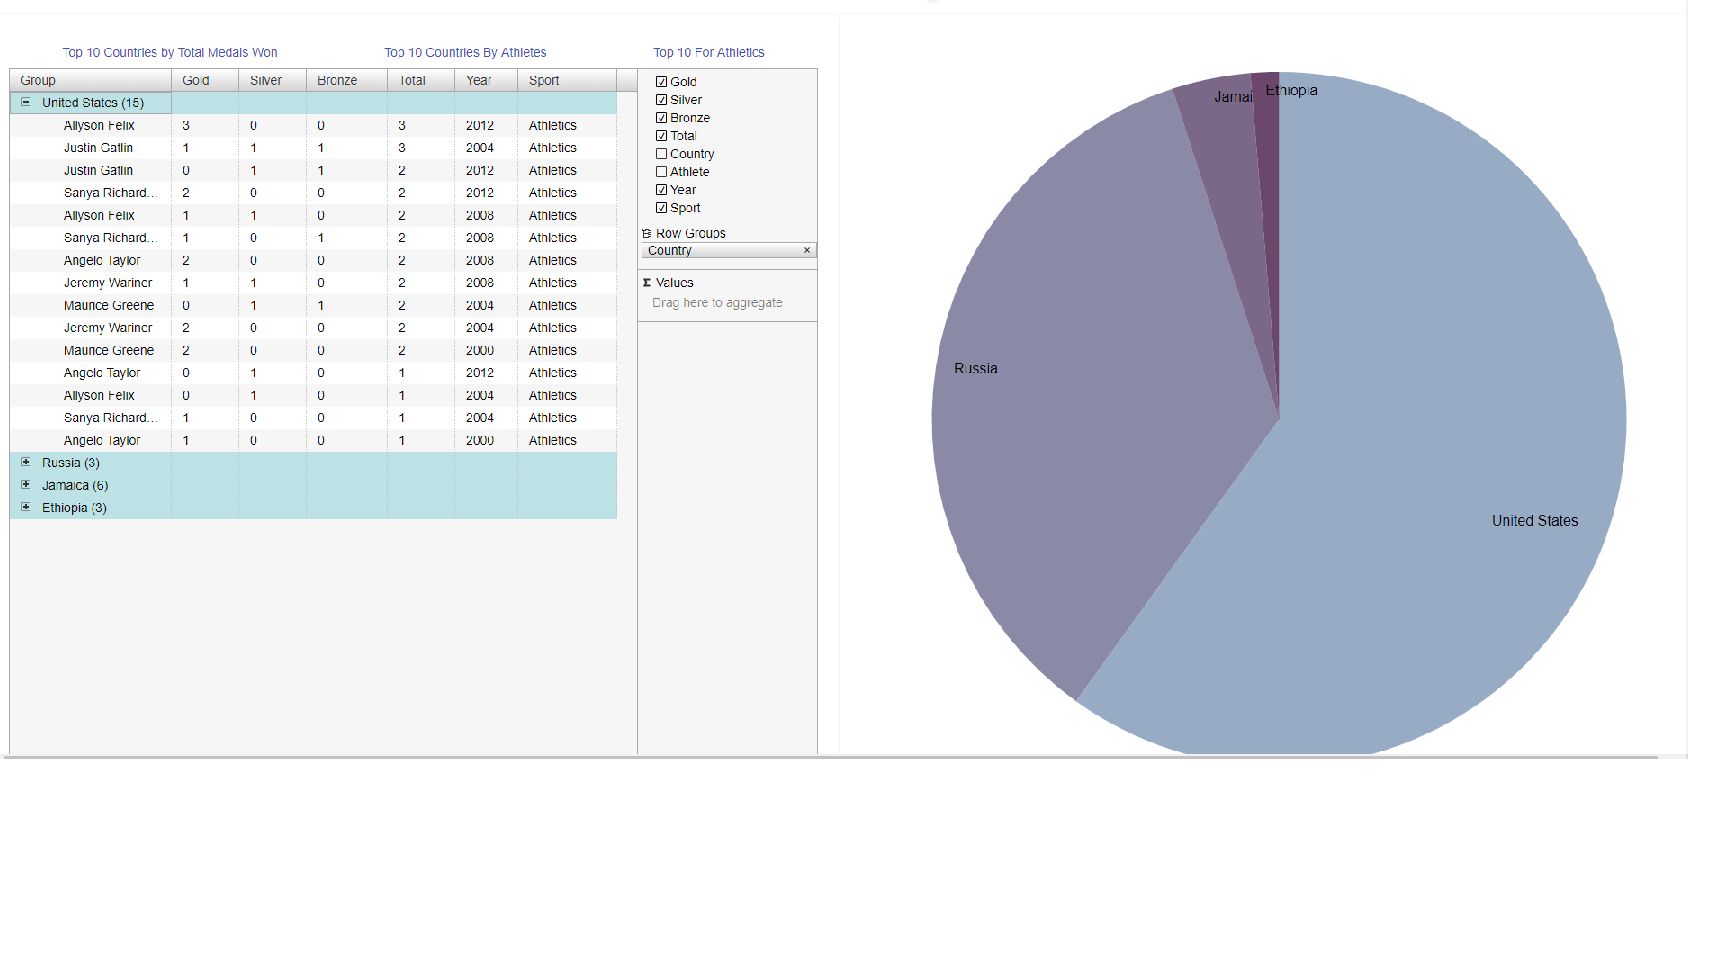 Top 10 Countries by Total Medals Won Top 10 Countries By Athletes Top 10 For Athletics
Group Gold Silver Bronze Total Year Sport
United States (15)
Allyson Felix 3 0 0 3 2012 Athletics
Justin Gatlin 1 1 1 3 2004 Athletics
Justin Gatlin 0 1 1 2 2012 Athletics
Sanya Richard... 2 0 0 2 2012 Athletics
Allyson Felix 1 1 0 2 2008 Athletics
Sanya Richard... 1 0 1 2 2008 Athletics
Angelo Taylor 2 0 0 2 2008 Athletics
Jeremy Wariner 1 1 0 2 2008 Athletics
Maurice Greene 0 1 1 2 2004 Athletics
Jeremy Wariner 2 0 0 2 2004 Athletics
Maurice Greene 2 0 0 2 2000 Athletics
Angelo Taylor 0 1 0 1 2012 Athletics
Allyson Felix 0 1 0 1 2004 Athletics
Sanya Richard... 1 0 0 1 2004 Athletics
Angelo Taylor 1 0 0 1 2000 Athletics
Russia (3)
Jamaica (6)
Ethiopia (3)
Gold
Silver
Bronze
Total
Country
Athlete
Year
Sport
Row Groups
Country
Values
Drag here to aggregate
Jamai
Ethiopia
Russia
United States